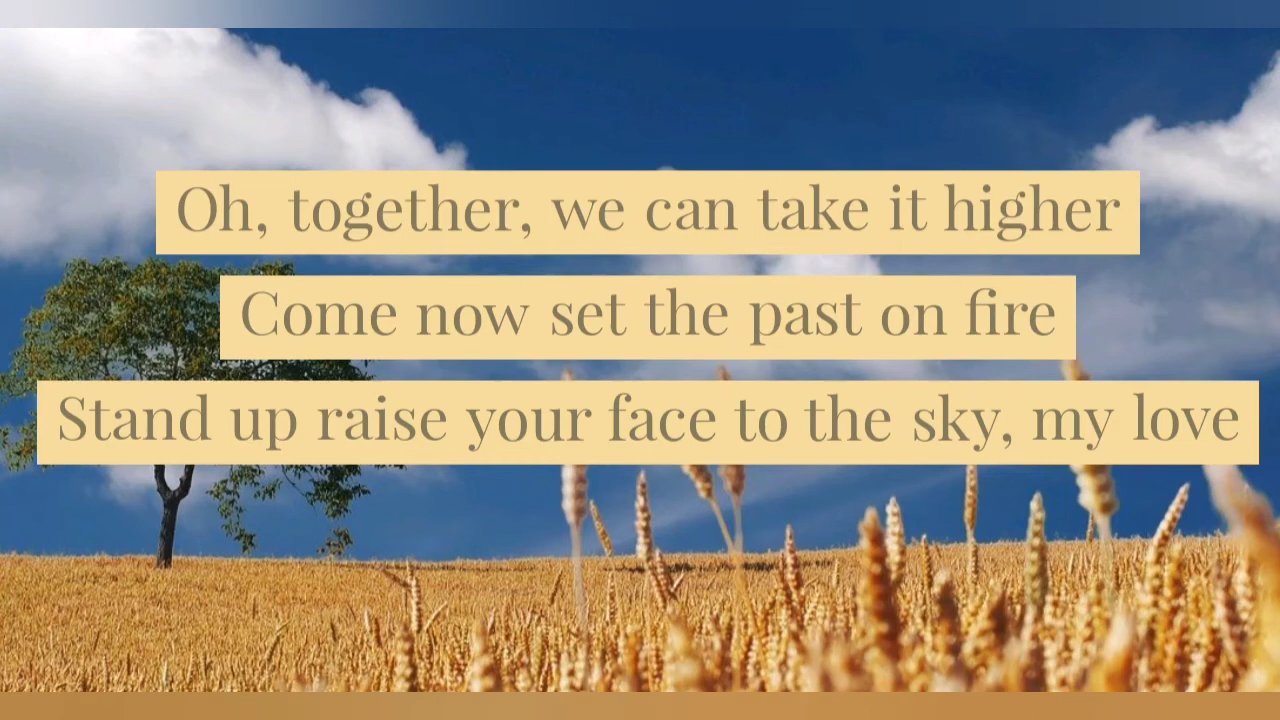 Oh, together, we can take it higher
Come now set the past on fire
Stand up raise your face to the sky, my love